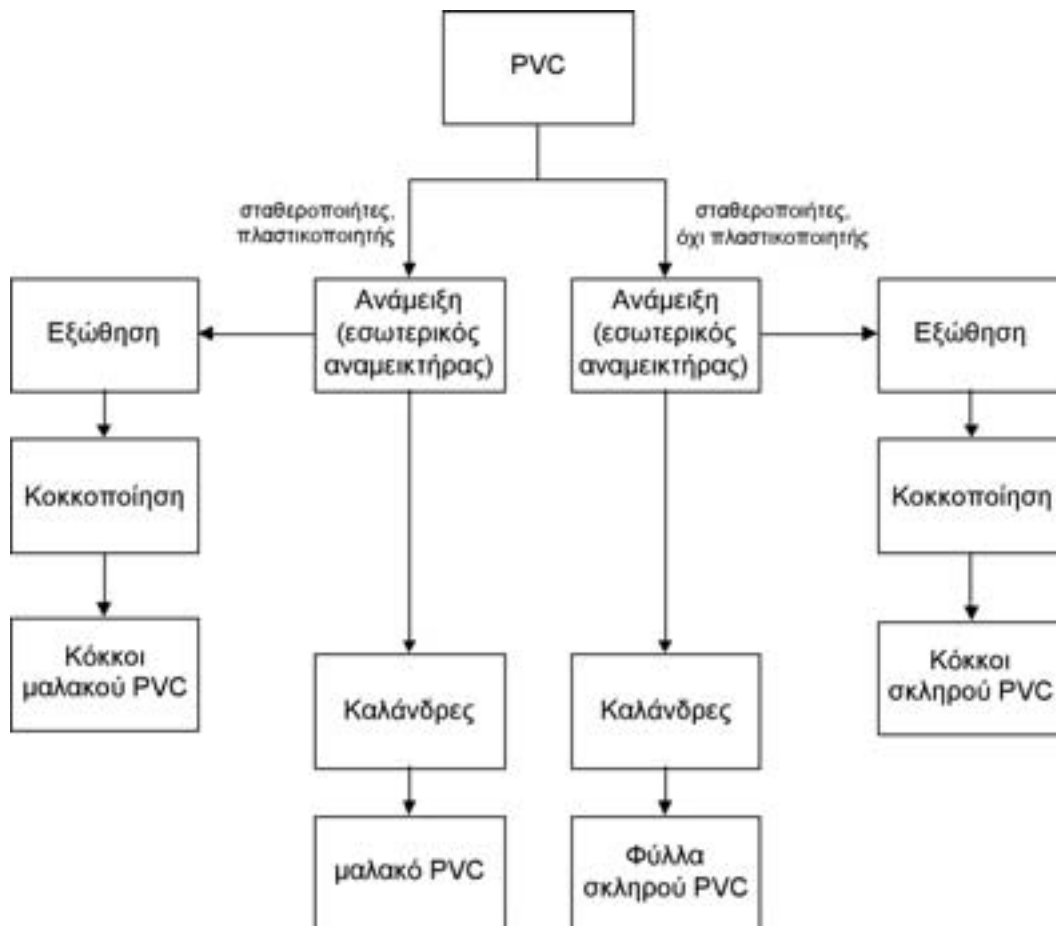 PVC
σταθεροποιήτες,
πλαστικοποιητής
σταθεροποιήτες,
όχι πλαστικοποιητής
Εξώθηση
Ανάμειξη
(εσωτερικός
αναμεικτήρας)
Ανάμειξη
(εσωτερικός
αναμεικτήρας)
Εξώθηση
Κοκκοποίηση
Κοκκοποίηση
Κόκκοι
μαλακού PVC
Καλάνδρες
Καλάνδρες
Κόκκοι
σκληρού PVC
μαλακό PVC
Φύλλα
σκληρού PVC